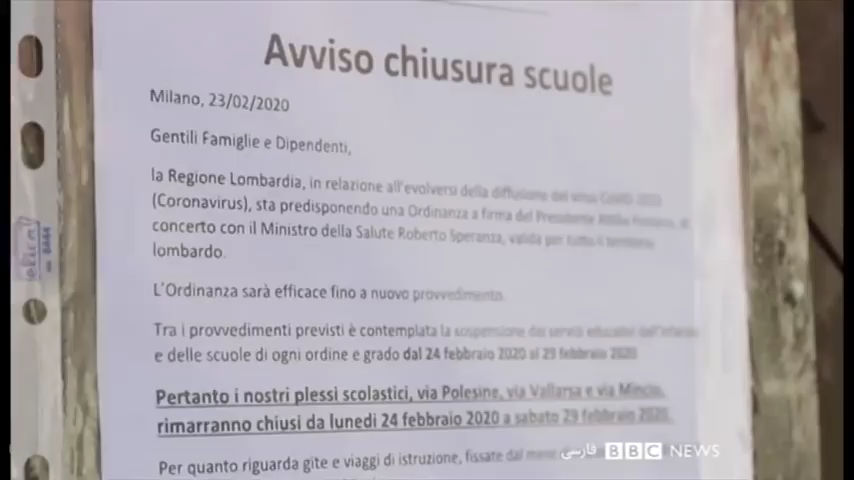 Avviso chiusura scuole
Milano, 23/02/2020
Gentili Famiglie e Dipendenti,
la Regione Lombardia, in relazione all'evolversi della diffusione del virus
(Coronavirus), sta predisponendo una Ordinanza a firma del Presidente
concerto con il Ministro della Salute Roberto Speranza, valida per tutto il territorio
lombardo.
L'Ordinanza sarà efficace fino a nuovo provvedimento.
Tra i provvedimenti previsti è contemplata la sospensione dei servizi educativi dell'infanzia
e delle scuole di ogni ordine e grado dal 24 febbraio 2020 al 29 febbraio 2020
Pertanto i nostri plessi scolastici, via Polesine, via Vallarsa e via Mincio,
rimarranno chiusi da lunedi 24 febbraio 2020 a sabato 29 febbraio 2020.
Per quanto riguarda gite e viaggi di istruzione, fissate dal
فارسی BBC NEWS